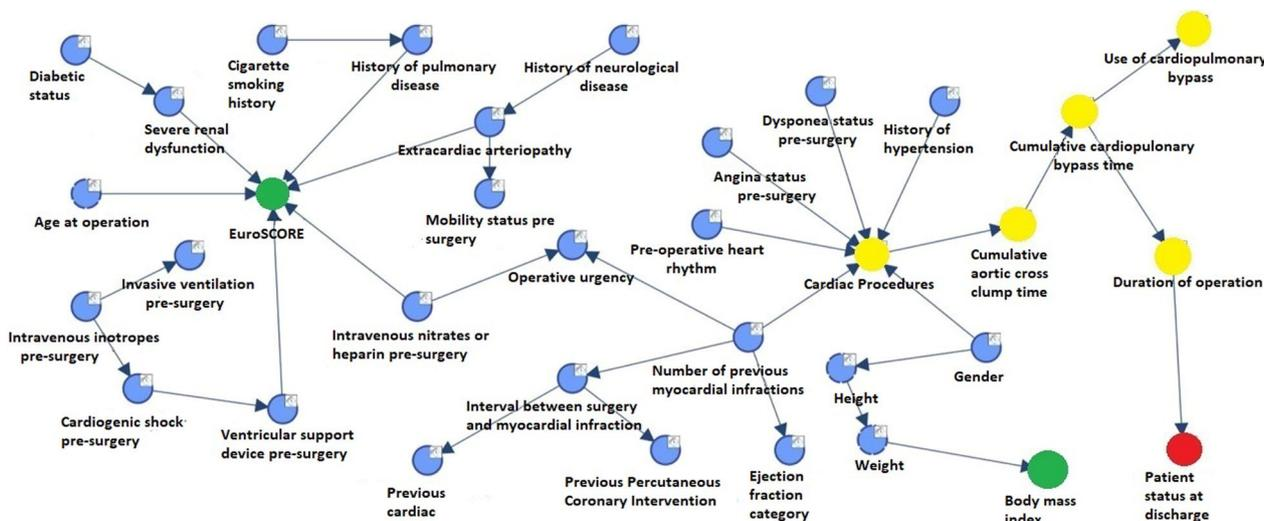 Diabetic
status
Cigarette
smoking
history
History of pulmonary
disease
History of neurological
disease
Severe renal
dysfunction
Extracardiac arteriopathy
Age at operation
EuroSCORE
Mobility status pre
surgery
Invasive ventilation
pre-surgery
Intravenous inotropes
pre-surgery
Cardiogenic shock
pre-surgery
Ventricular support
device pre-surgery
Intravenous nitrates or
heparin pre-surgery
Operative urgency
Interval between surgery
and myocardial infraction
Previous
cardiac
Previous Percutaneous
Coronary Intervention
Number of previous
myocardial infractions
Ejection
fraction
category
Dysponea status
pre-surgery
History of
hypertension
Angina status
pre-surgery
Pre-operative heart
rhythm
Cardiac Procedures
Gender
Height
Weight
Body mass
index
Cumulative
aortic cross
clump time
Cumulative cardiopulonary
bypass time
Use of cardiopulmonary
bypass
Duration of operation
Patient
status at
discharge